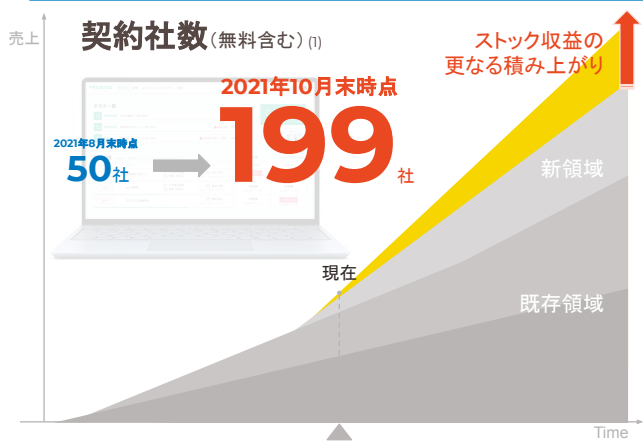 売上
契約社数(無料含む) (1)
ストック収益の
更なる積み上がり
2021年10月末時点
199社
2021年8月末時点
50社
新領域
現在
既存領域
Time